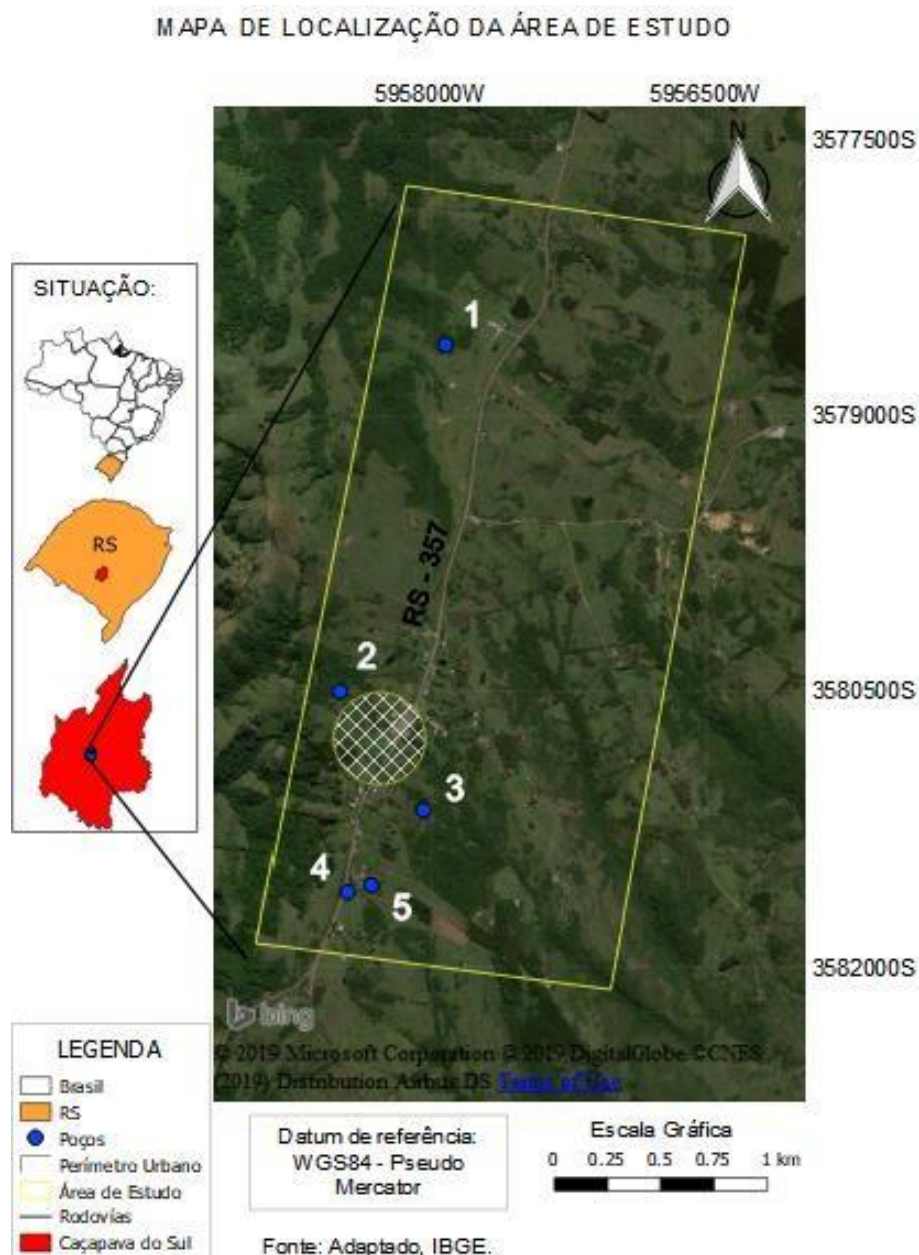 MAPA DE LOCALIZAÇÃO DA ÁREA DE ESTUDO
5958000W 5956500W
N
3577500S
SITUAÇÃO:
1
3579000S
RS
RS - 357
2
3580500S
3
4
5
3582000S
bing
© 2019 Microsoft Corporation © 2019 DigitalGlobe ©CNES
(2019) Distribution Airbus DS Terms of Use
LEGENDA
Brasil
RS
Poços
Perímetro Urbano
Área de Estudo
Rodovias
Caçapava do Sul
Datum de referência:
WGS84 - Pseudo
Mercator
Escala Gráfica
0 0.25 0.5 0.75 1 km
Fonte: Adaptado, IBGE.